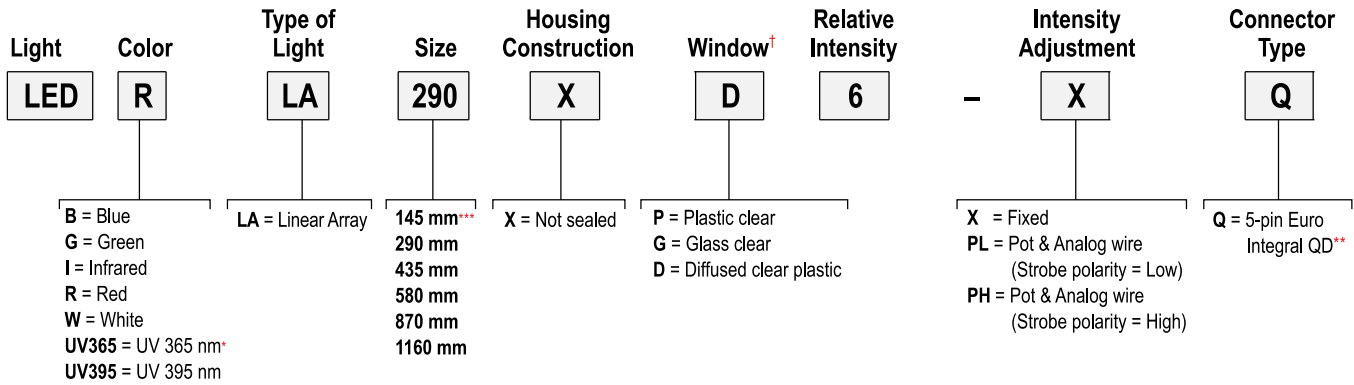 Light
Color
Type of
Light
Size
Housing
Construction
Window†
Relative
Intensity
Intensity
Adjustment
Connector
Type
LED
R
LA
290
X
D
6
–
X
Q
B = Blue
G = Green
I = Infrared
R = Red
W = White
UV365 = UV 365 nm*
UV395 = UV 395 nm
LA = Linear Array
145 mm***
290 mm
435 mm
580 mm
870 mm
1160 mm
X = Not sealed
P = Plastic clear
G = Glass clear
D = Diffused clear plastic
X = Fixed
PL = Pot & Analog wire
(Strobe polarity = Low)
PH = Pot & Analog wire
(Strobe polarity = High)
Q = 5-pin Euro
Integral QD**